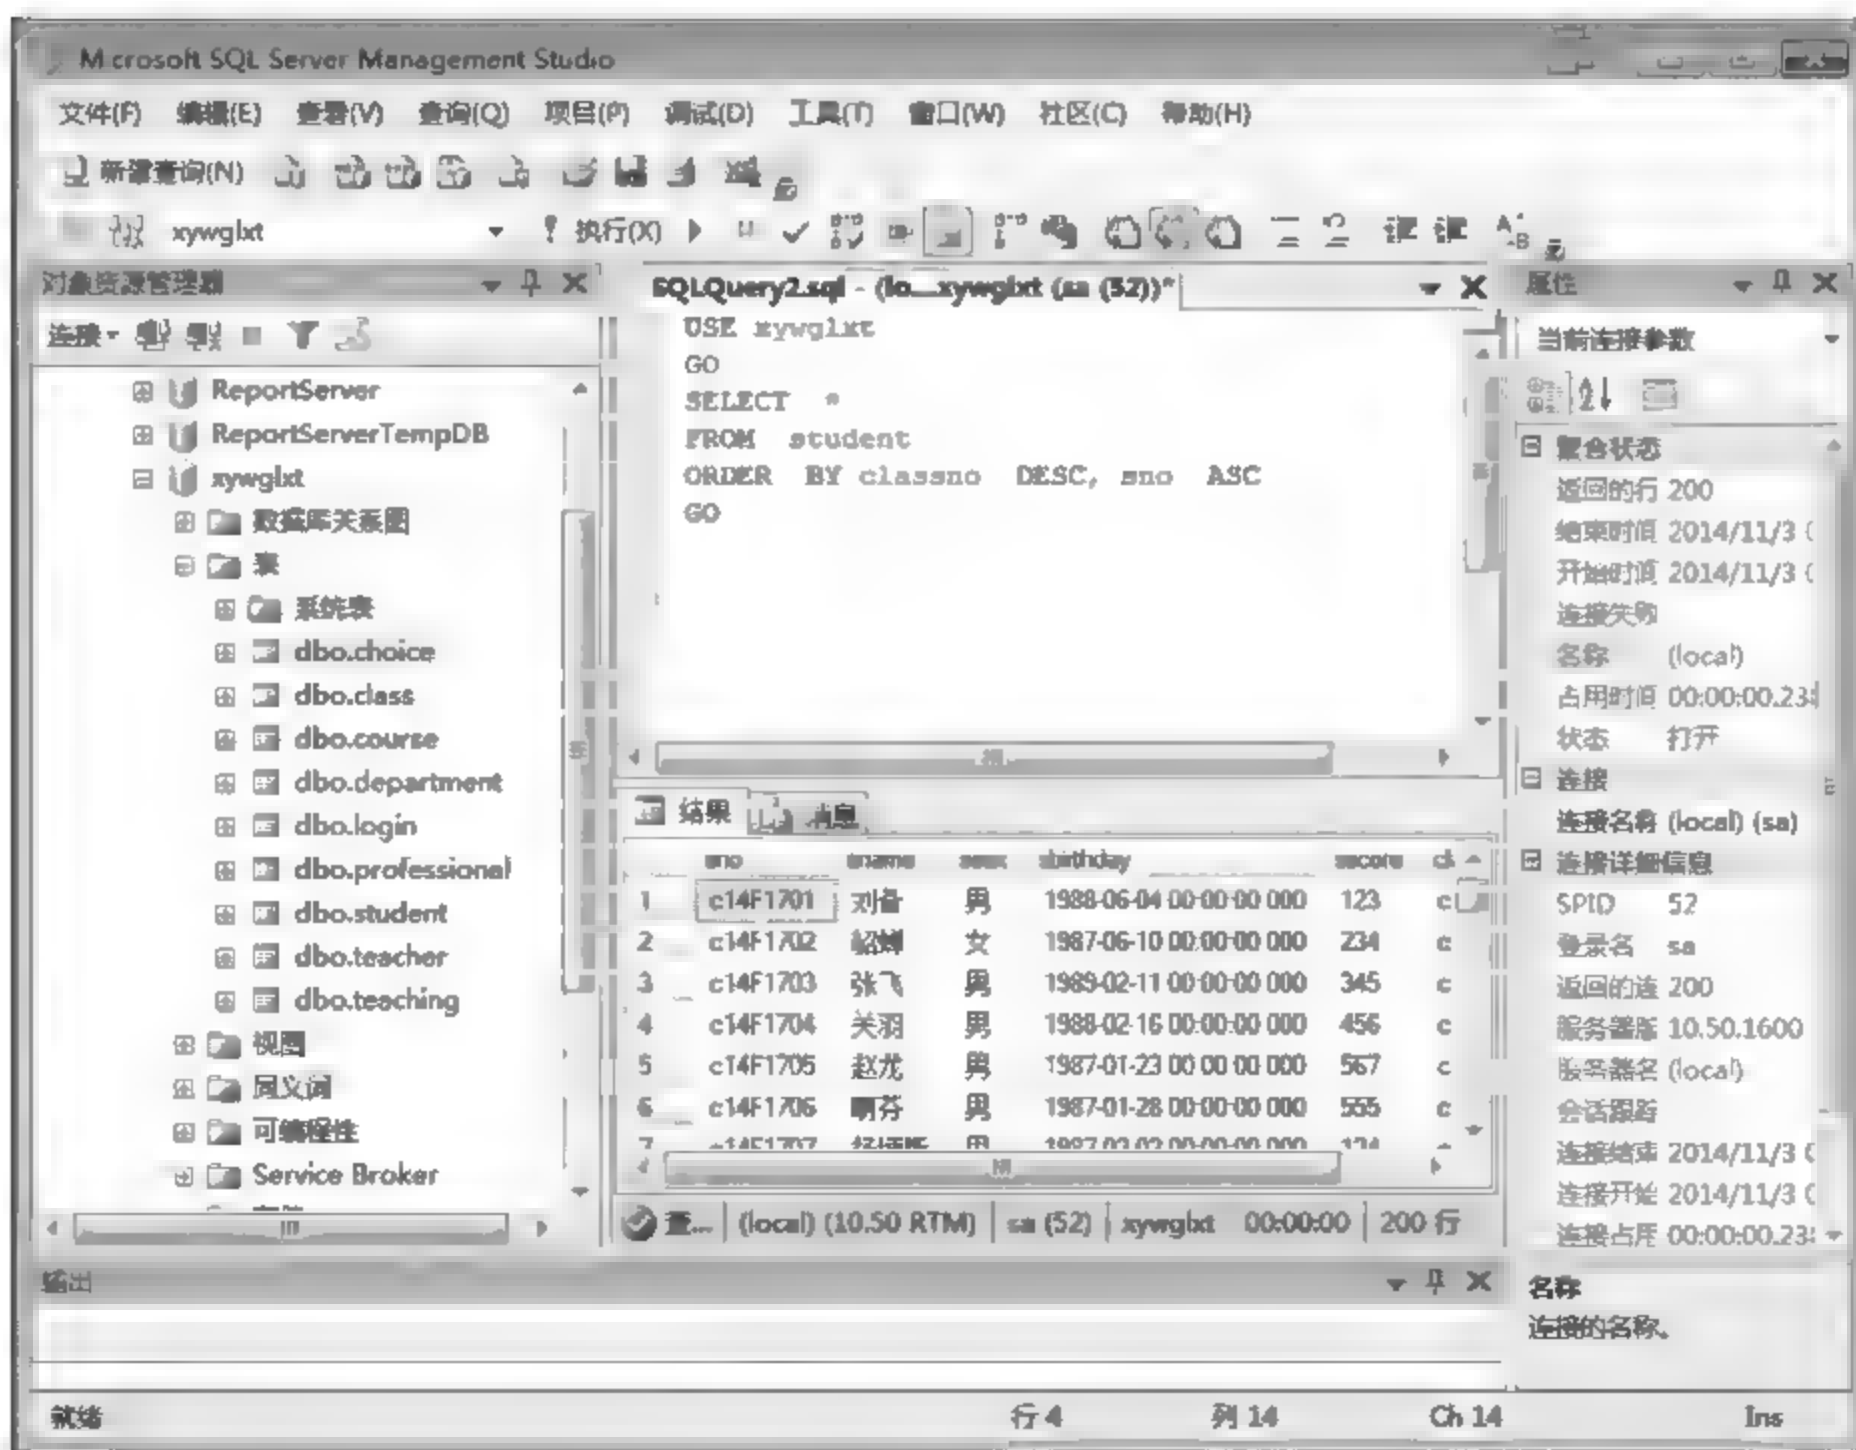 Microsoft SQL Server Management Studio
文件(F) 编辑(E) 查看(V) 查询(Q) 项目(P) 调试(D) 工具(T) 窗口(W) 社区(C) 帮助(H)
新建查询(N)
xywglxt 执行(X)
对象资源管理器
连接
ReportServer
ReportServerTempDB
xywglxt
数据库关系图
表
系统表
dbo.choice
dbo.class
dbo.course
dbo.department
dbo.login
dbo.professional
dbo.student
dbo.teacher
dbo.teaching
视图
同义词
可编程性
Service Broker
SQLQuery2.sql - (lo...xywglxt (sa (52))*
USE xywglxt
GO
SELECT *
FROM student
ORDER BY classno DESC, sno ASC
GO
结果 消息
sno sname ssex sbirthday sscore cl
1 c14F1701 刘备 男 1988-06-04 00:00:00.000 123 c
2 c14F1702 貂蝉 女 1987-06-10 00:00:00.000 234 c
3 c14F1703 张飞 男 1989-02-11 00:00:00.000 345 c
4 c14F1704 关羽 男 1988-02-16 00:00:00.000 456 c
5 c14F1705 赵龙 男 1987-01-23 00:00:00.000 567 c
6 c14F1706 芬 男 1987-01-28 00:00:00.000 555 c
7 c14F1707 男
查... (local) (10.50 RTM) sa (52) xywglxt 00:00:00 200 行
属性
当前连接参数
聚合状态
返回的行 200
结束时间 2014/11/3
开始时间 2014/11/3
连接失败
名称 (local)
占用时间 00:00:00.23
状态 打开
连接
连接名称 (local) (sa)
连接详细信息
SPID 52
登录名 sa
返回的连 200
服务器版 10.50.1600
服务器名 (local)
会话跟踪
连接结束 2014/11/3
连接开始 2014/11/3
连接占用 00:00:00.23
名称
连接的名称。
输出
就绪 行 4 列 14 Ch 14 Ins